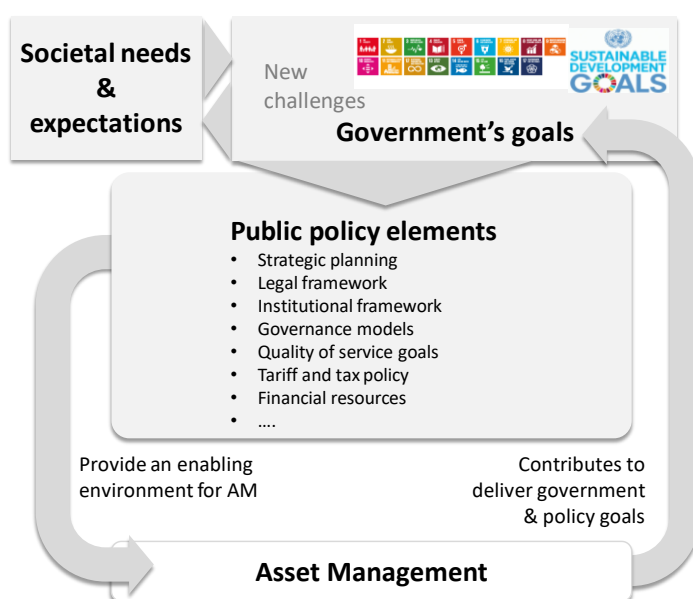 Societal needs
&
expectations
New
challenges
SUSTAINABLE
DEVELOPMENT
GOALS
Government's goals
Public policy elements
• Strategic planning
• Legal framework
• Institutional framework
• Governance models
• Quality of service goals
• Tariff and tax policy
• Financial resources
• ....
Provide an enabling
environment for AM
Contributes to
deliver government
& policy goals
Asset Management